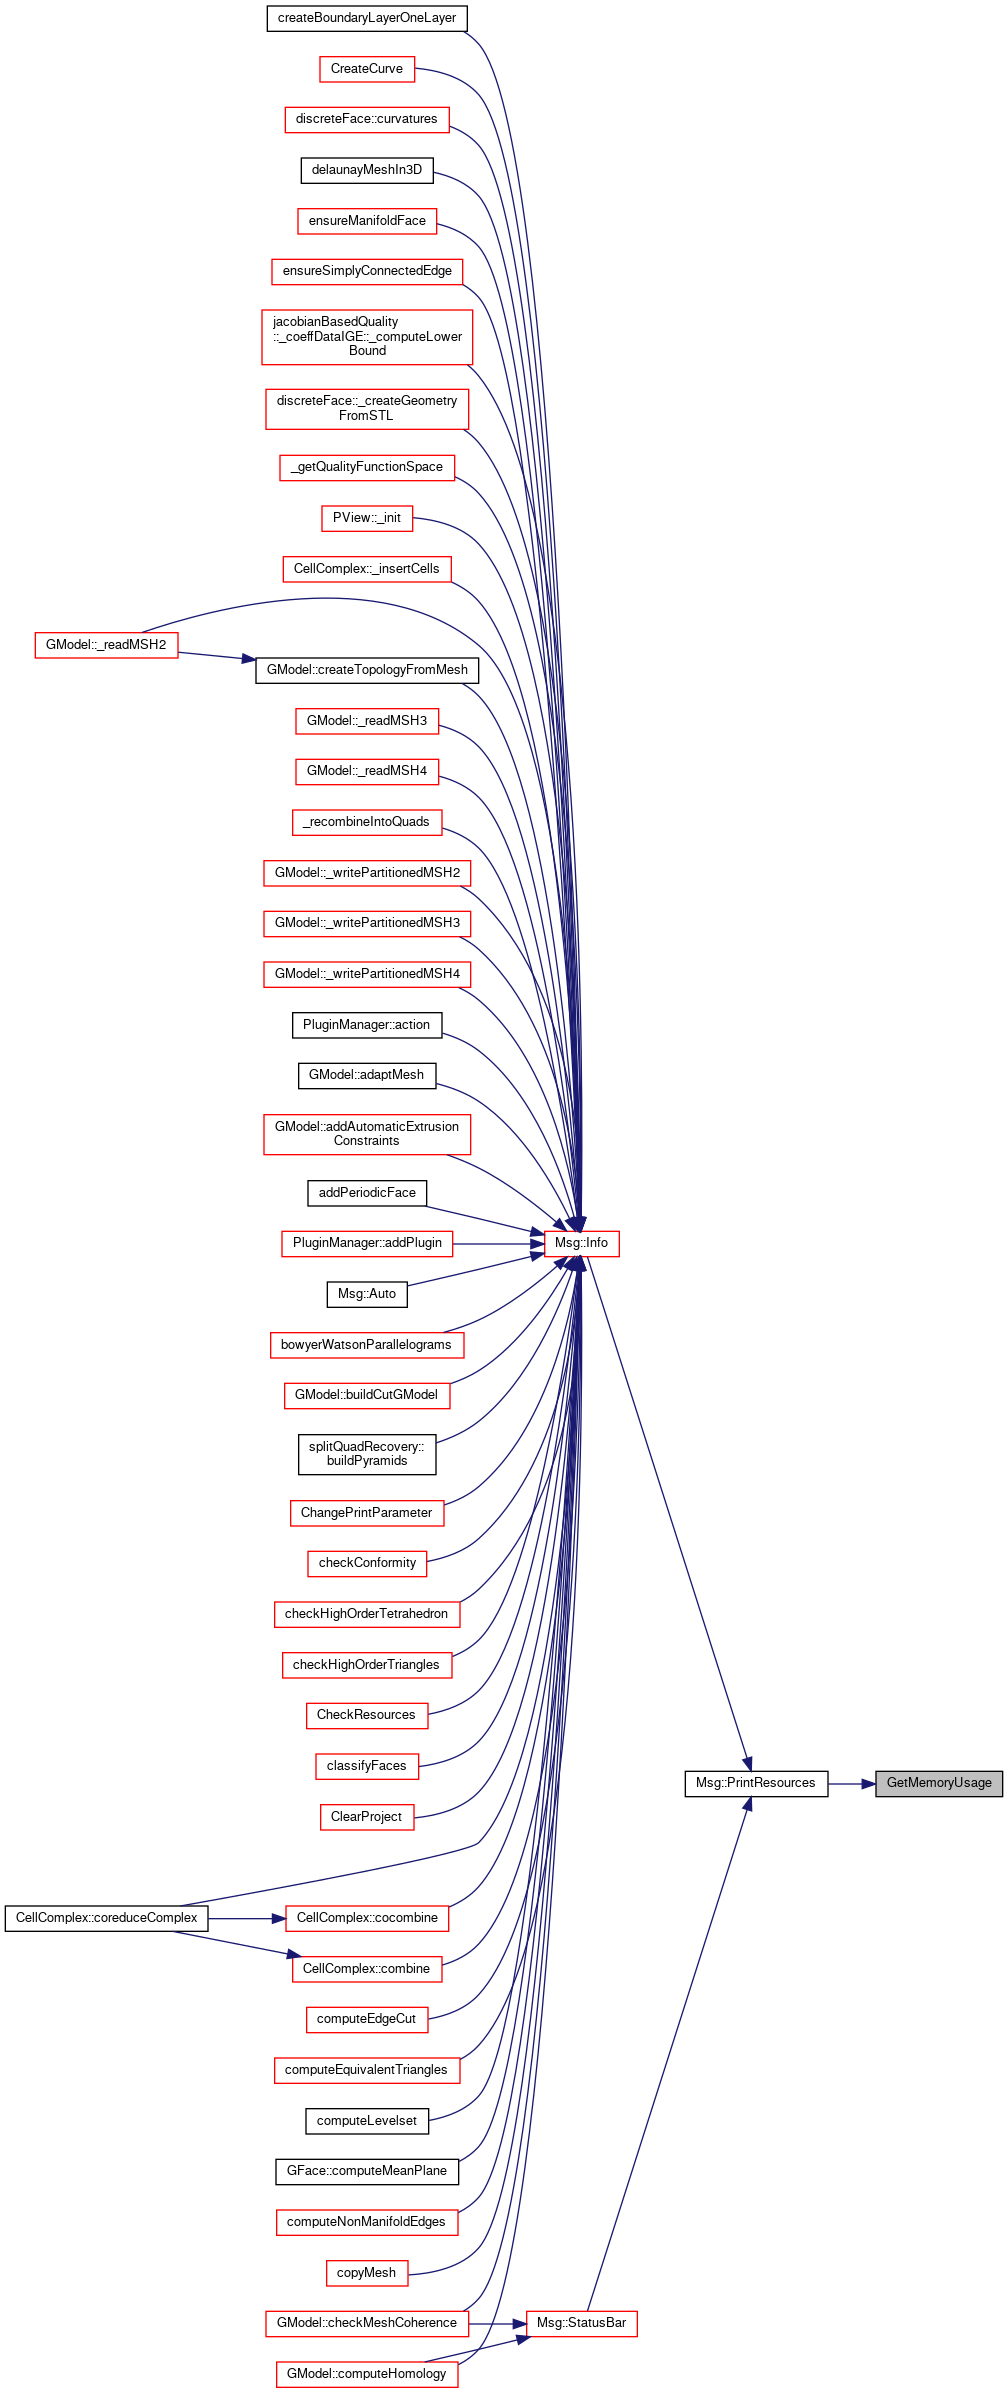 createBoundaryLayerOneLayer
CreateCurve
discreteFace::curvatures
delaunayMeshIn3D
ensureManifoldFace
ensureSimplyConnectedEdge
jacobianBasedQuality
::_coeffDataIGE::_computeLower
Bound
discreteFace::_createGeometry
FromSTL
_getQualityFunctionSpace
PView::_init
CellComplex::_insertCells
GModel::_readMSH2
GModel::createTopologyFromMesh
GModel::_readMSH3
GModel::_readMSH4
_recombineIntoQuads
GModel::_writePartitionedMSH2
GModel::_writePartitionedMSH3
GModel::_writePartitionedMSH4
PluginManager::action
GModel::adaptMesh
GModel::addAutomaticExtrusion
Constraints
addPeriodicFace
PluginManager::addPlugin
Msg::Info
Msg::Auto
bowyerWatsonParallelograms
GModel::buildCutGModel
splitQuadRecovery::
buildPyramids
ChangePrintParameter
checkConformity
checkHighOrderTetrahedron
checkHighOrderTriangles
CheckResources
classifyFaces
Msg::PrintResources
GetMemoryUsage
ClearProject
CellComplex::coreduceComplex
CellComplex::cocombine
CellComplex::combine
computeEdgeCut
computeEquivalentTriangles
computeLevelset
GFace::computeMeanPlane
computeNonManifoldEdges
copyMesh
GModel::checkMeshCoherence
Msg::StatusBar
GModel::computeHomology